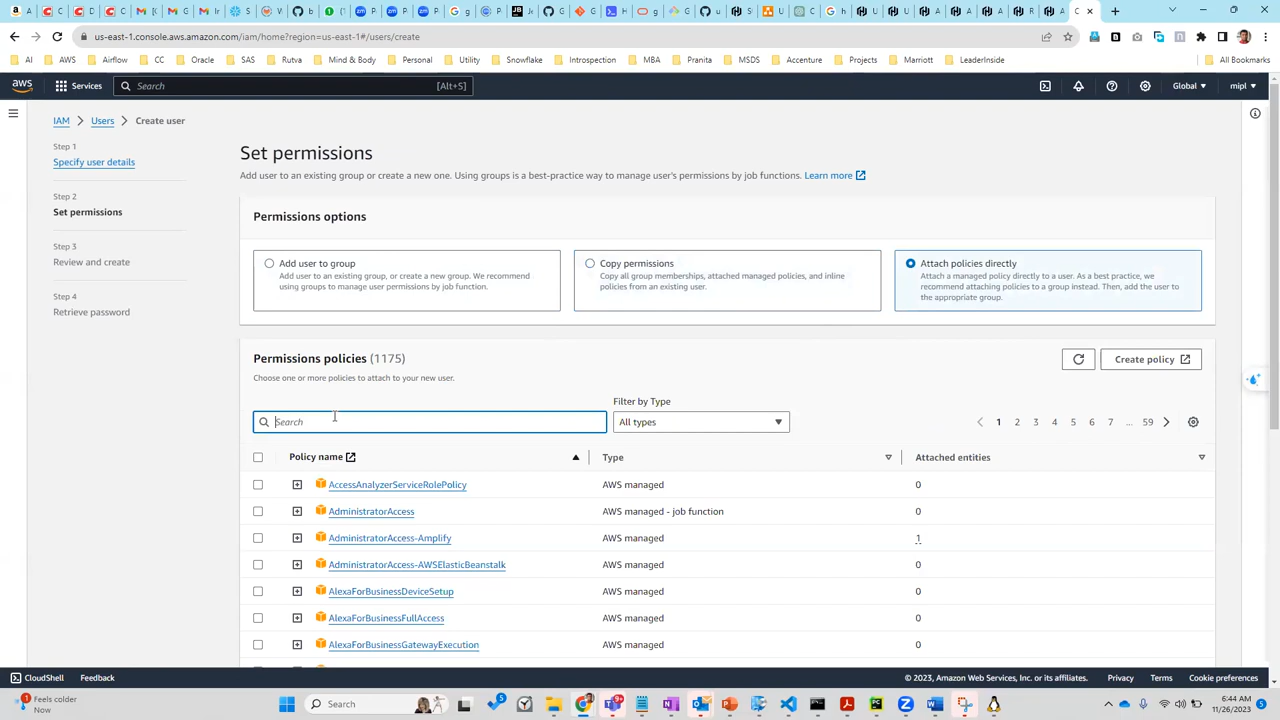 us-east-1.console.aws.amazon.com/iam/home?region=us-east-1#/users/create
AI AWS Airflow CC Oracle SAS Rutva Mind & Body Personal Utility Snowflake Introspection MBA Pranita MSDS Accenture Projects Marriott LeaderInside All Bookmarks
aws Services Search [Alt+S] Global mipl
IAM Users Create user
Step 1
Specify user details
Step 2
Set permissions
Step 3
Review and create
Step 4
Retrieve password
Set permissions
Add user to an existing group or create a new one. Using groups is a best-practice way to manage user's permissions by job functions. Learn more
Permissions options
Add user to group
Add user to an existing group, or create a new group. We recommend
using groups to manage user permissions by job function.
Copy permissions
Copy all group memberships, attached managed policies, and inline
policies from an existing user.
Attach policies directly
Attach a managed policy directly to a user. As a best practice, we
recommend attaching policies to a group instead. Then, add the user to
the appropriate group.
Permissions policies (1175)
Create policy
Choose one or more policies to attach to your new user.
Filter by Type
Search All types 1 2 3 4 5 6 7 ... 59
Policy name Type Attached entities
AccessAnalyzerServiceRolePolicy AWS managed 0
AdministratorAccess AWS managed - job function 0
AdministratorAccess-Amplify AWS managed 1
AdministratorAccess-AWSElasticBeanstalk AWS managed 0
AlexaForBusinessDeviceSetup AWS managed 0
AlexaForBusinessFullAccess AWS managed 0
AlexaForBusinessGatewayExecution AWS managed 0
CloudShell Feedback © 2023, Amazon Web Services, Inc. or its affiliates. Privacy Terms Cookie preferences
Feels colder
Now
Search
6:44 AM
11/26/2023